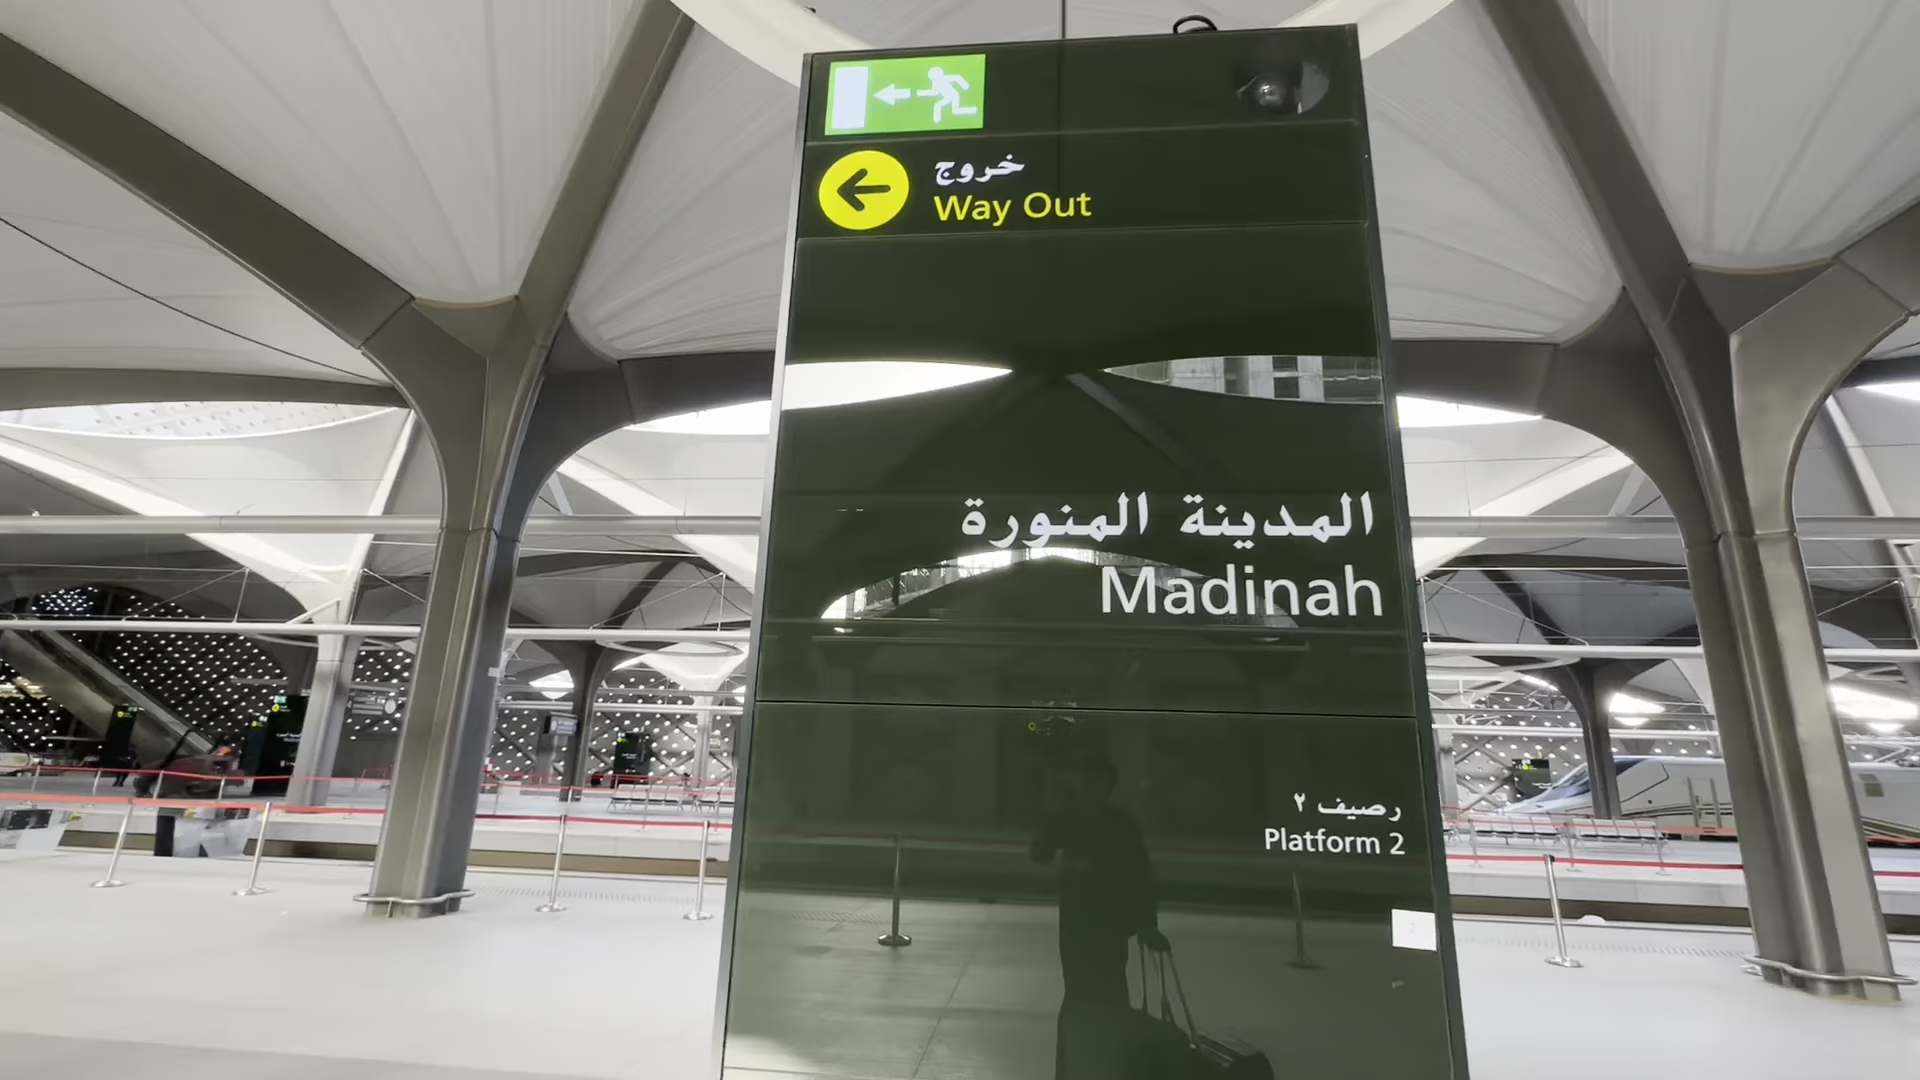 خروج
Way Out
المدينة المنورة
Madinah
رصيف ٢
Platform 2